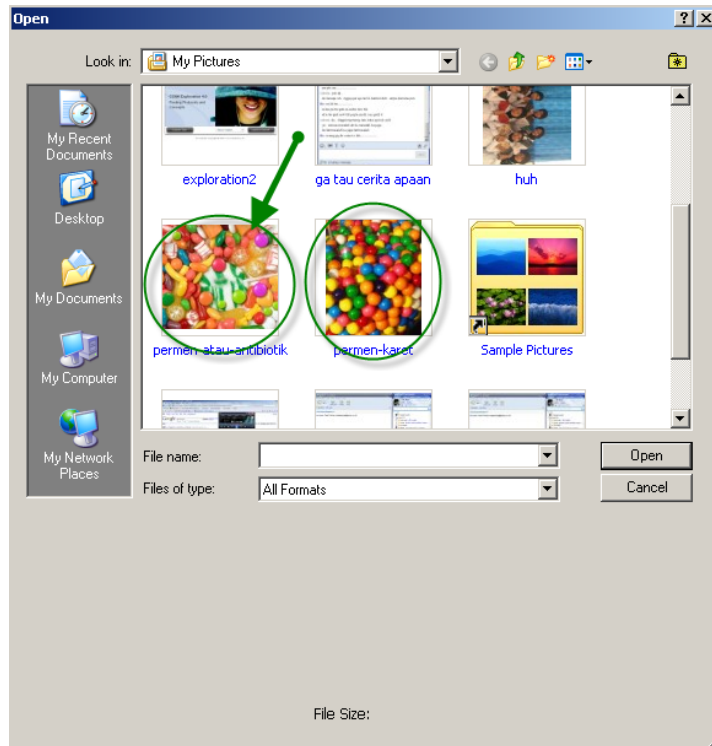 Open
Look in:
My Pictures
My Recent
Documents
Desktop
My Documents
My Computer
My Network
Places
exploration2
ga tau cerita apaan
huh
permen-atau-antibiotik
permen-karet
Sample Pictures
File name:
Open
Files of type:
All Formats
Cancel
File Size: